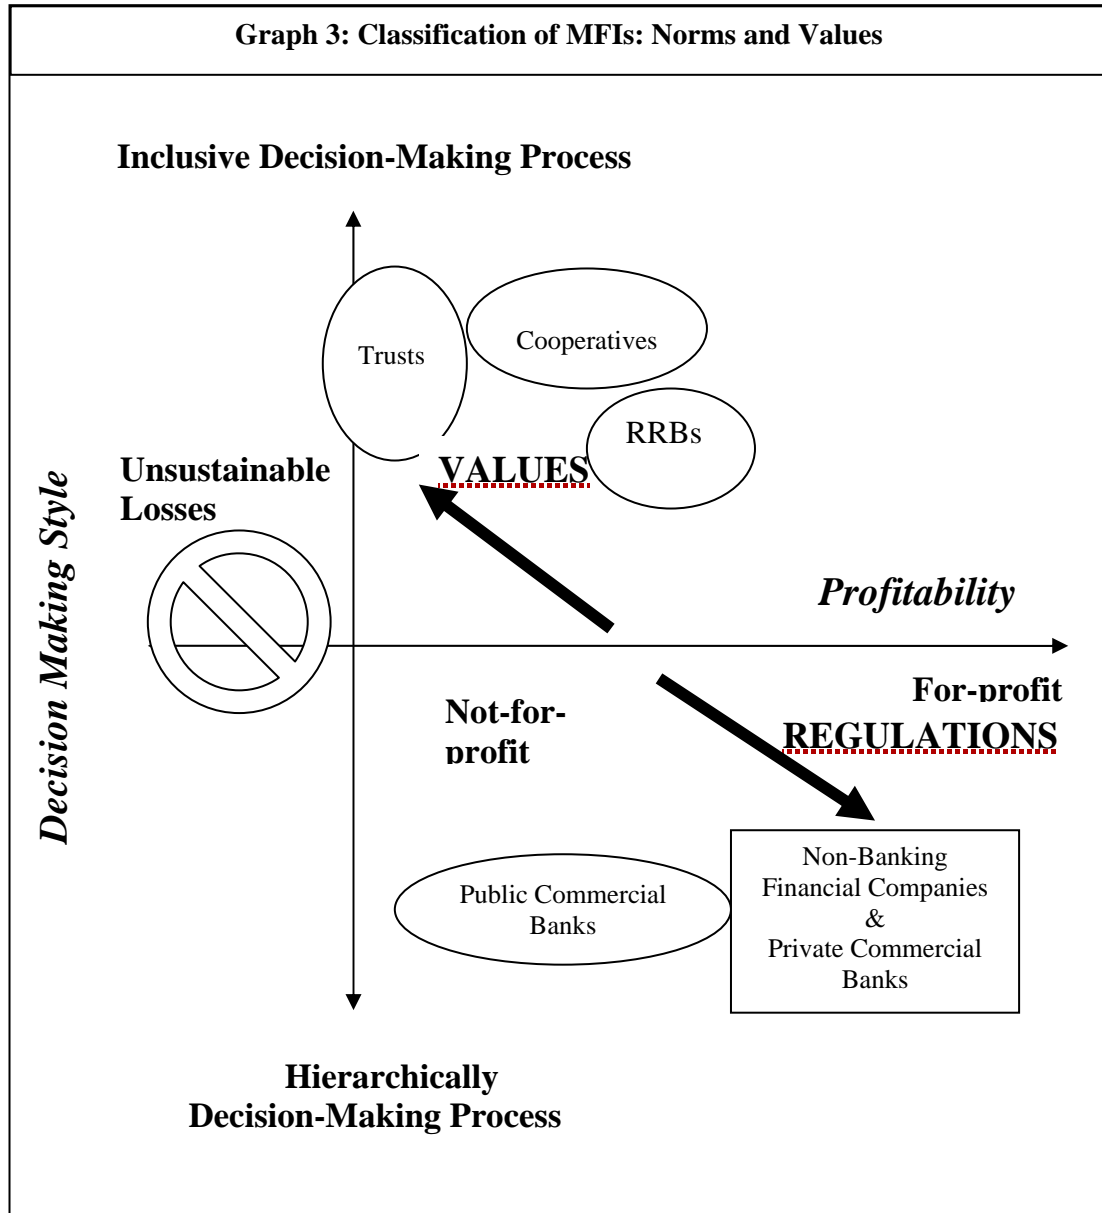 Graph 3: Classification of MFIs: Norms and Values
Inclusive Decision-Making Process
Trusts
Cooperatives
RRBs
VALUES
Unsustainable
Losses
Decision Making Style
Profitability
For-profit
Not-for-
profit
REGULATIONS
Non-Banking
Financial Companies
&
Private Commercial
Banks
Public Commercial
Banks
Hierarchically
Decision-Making Process